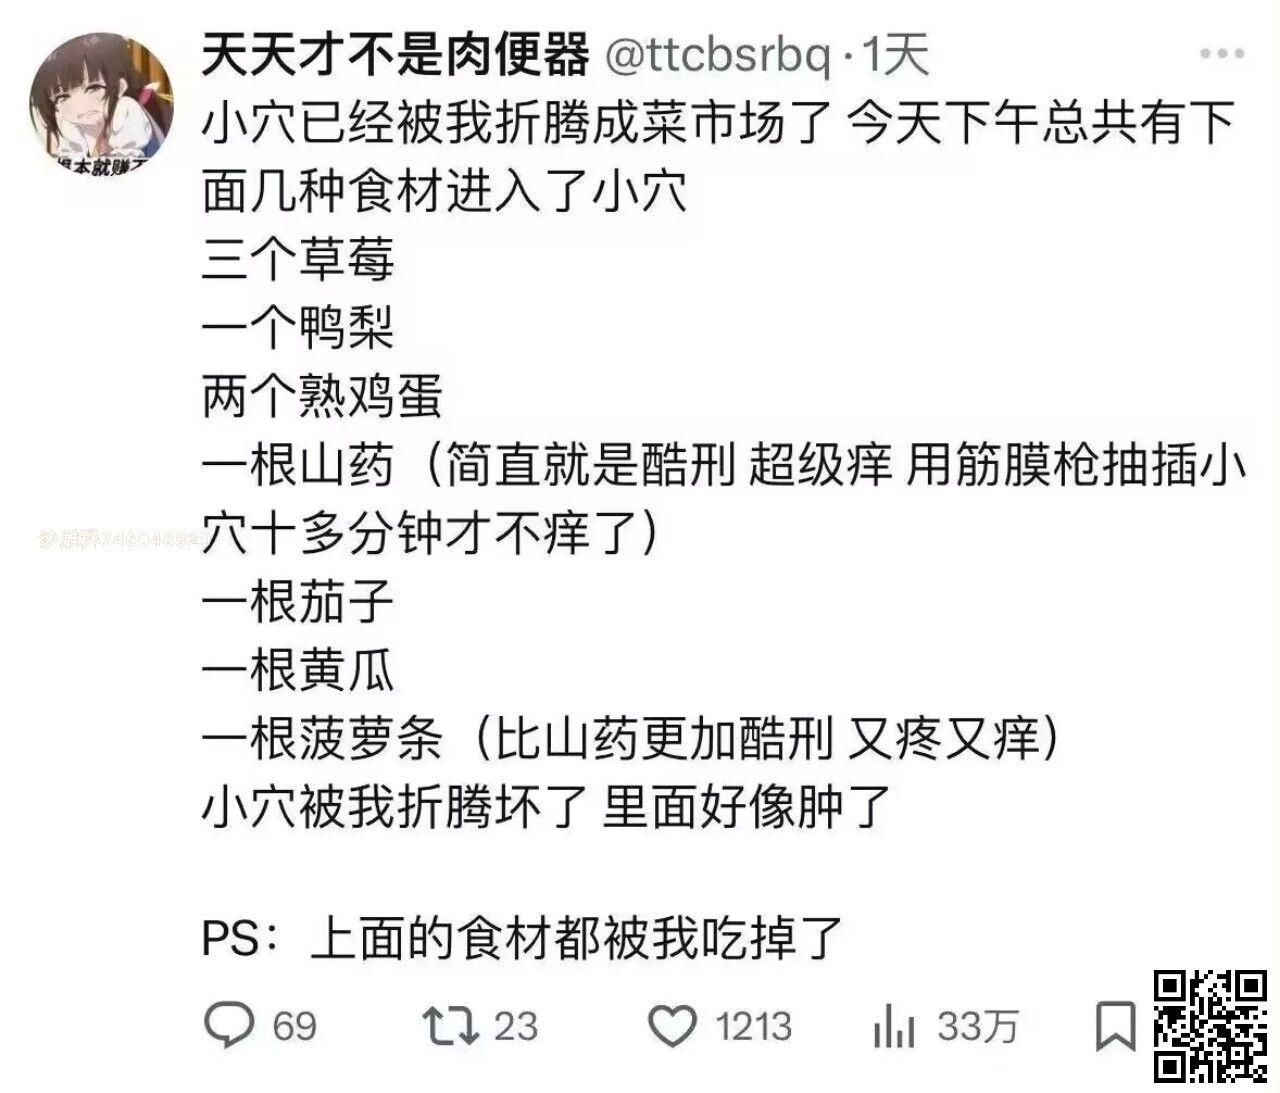 天天才不是肉便器 @ttcbsrbq · 1天
小穴已经被我折腾成菜市场了 今天下午总共有下
面几种食材进入了小穴
三个草莓
一个鸭梨
两个熟鸡蛋
一根山药（简直就是酷刑 超级痒 用筋膜枪抽插小
穴十多分钟才不痒了）
一根茄子
一根黄瓜
一根菠萝条（比山药更加酷刑 又疼又痒）
小穴被我折腾坏了 里面好像肿了
PS：上面的食材都被我吃掉了
69 23 1213 33万